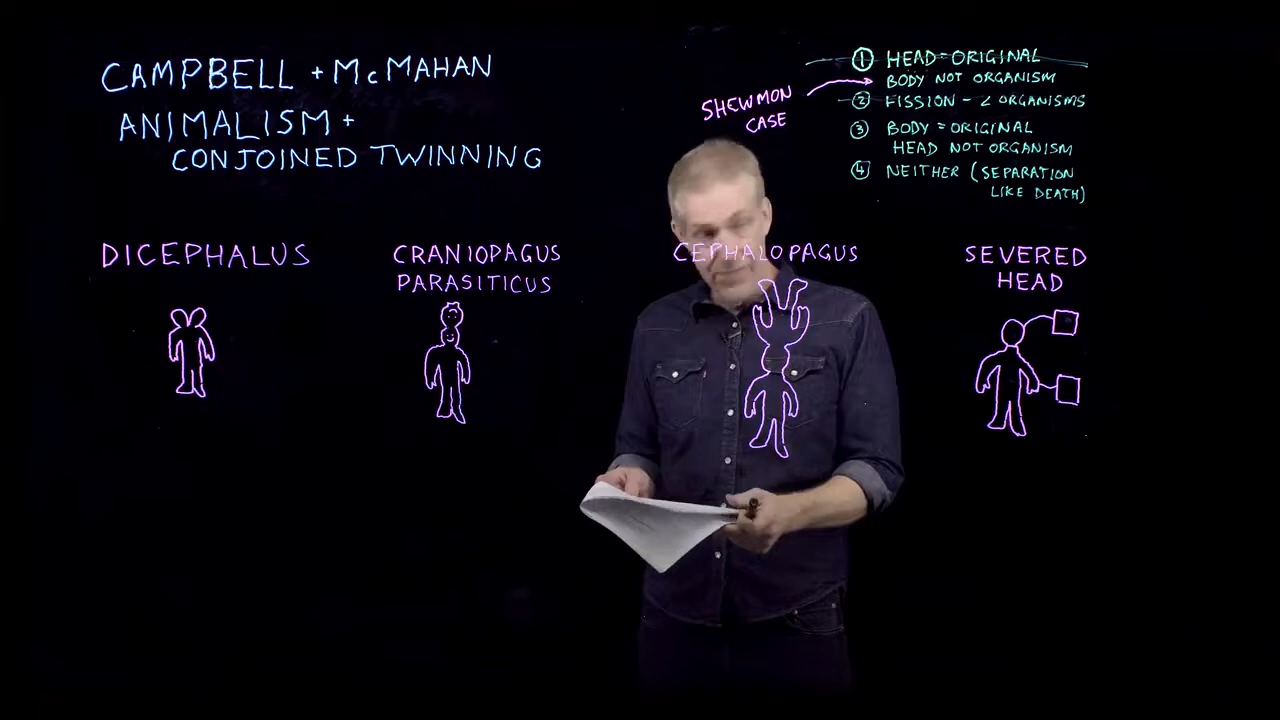 CAMPBELL + McMAHAN
ANIMALISM +
CONJOINED TWINNING
SHEWMON
CASE
① HEAD=ORIGINAL
BODY NOT ORGANISM
② FISSION - 2 ORGANISMS
③ BODY = ORIGINAL
HEAD NOT ORGANISM
④ NEITHER (SEPARATION
LIKE DEATH)
DICEPHALUS
CRANIOPAGUS
PARASITICUS
CEPHALOPAGUS
SEVERED
HEAD